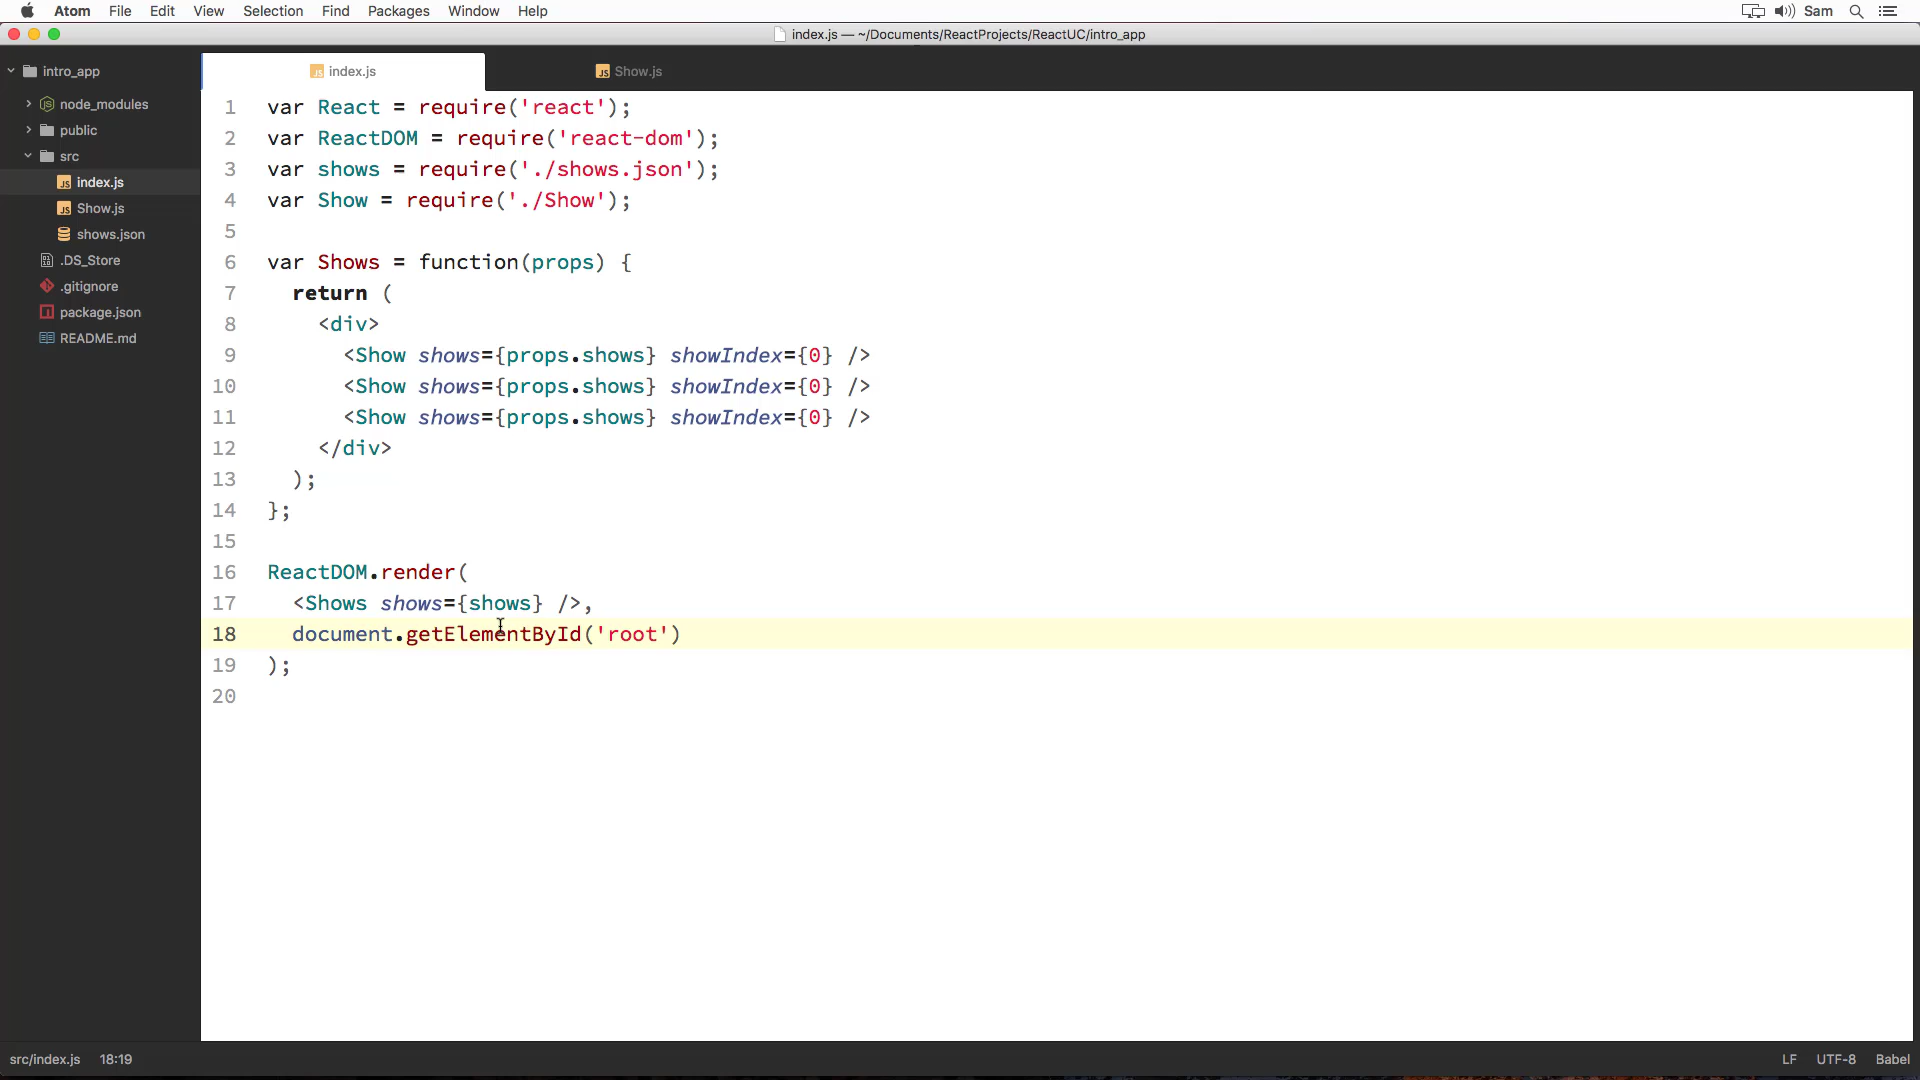 Atom File Edit View Selection Find Packages Window Help Sam
index.js — ~/Documents/ReactProjects/ReactUC/intro_app
intro_app
node_modules
public
src
index.js
Show.js
shows.json
.DS_Store
.gitignore
package.json
README.md
index.js Show.js
1 var React = require('react');
2 var ReactDOM = require('react-dom');
3 var shows = require('./shows.json');
4 var Show = require('./Show');
5
6 var Shows = function(props) {
7 return (
8 <div>
9 <Show shows={props.shows} showIndex={0} />
10 <Show shows={props.shows} showIndex={0} />
11 <Show shows={props.shows} showIndex={0} />
12 </div>
13 );
14 };
15
16 ReactDOM.render(
17 <Shows shows={shows} />,
18 document.getElementById('root')
19 );
20
src/index.js 18:19 LF UTF-8 Babel